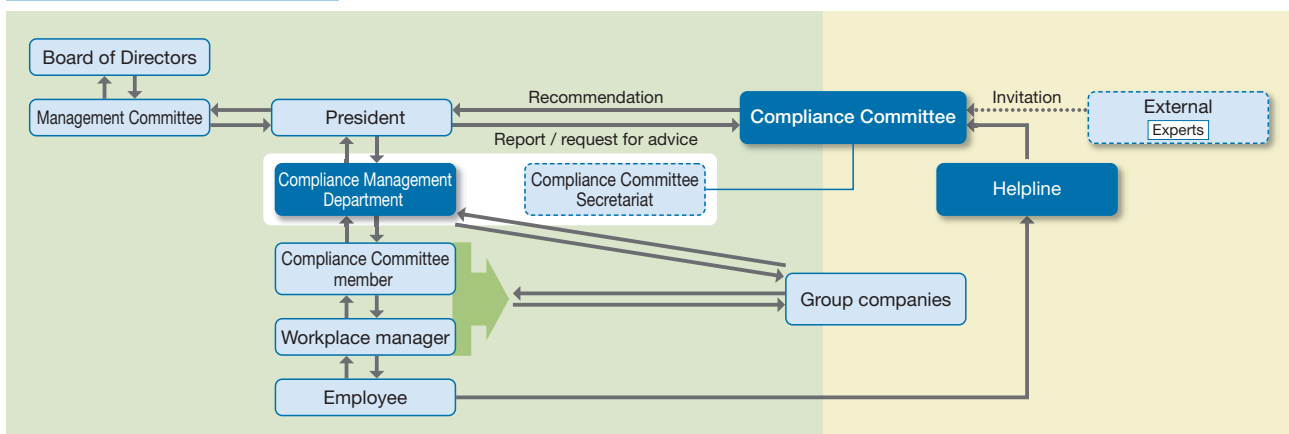 Board of Directors
Management Committee
President
Recommendation
Report / request for advice
Compliance Committee
Invitation
External
Experts
Compliance Management
Department
Compliance Committee
Secretariat
Helpline
Compliance Committee
member
Group companies
Workplace manager
Employee